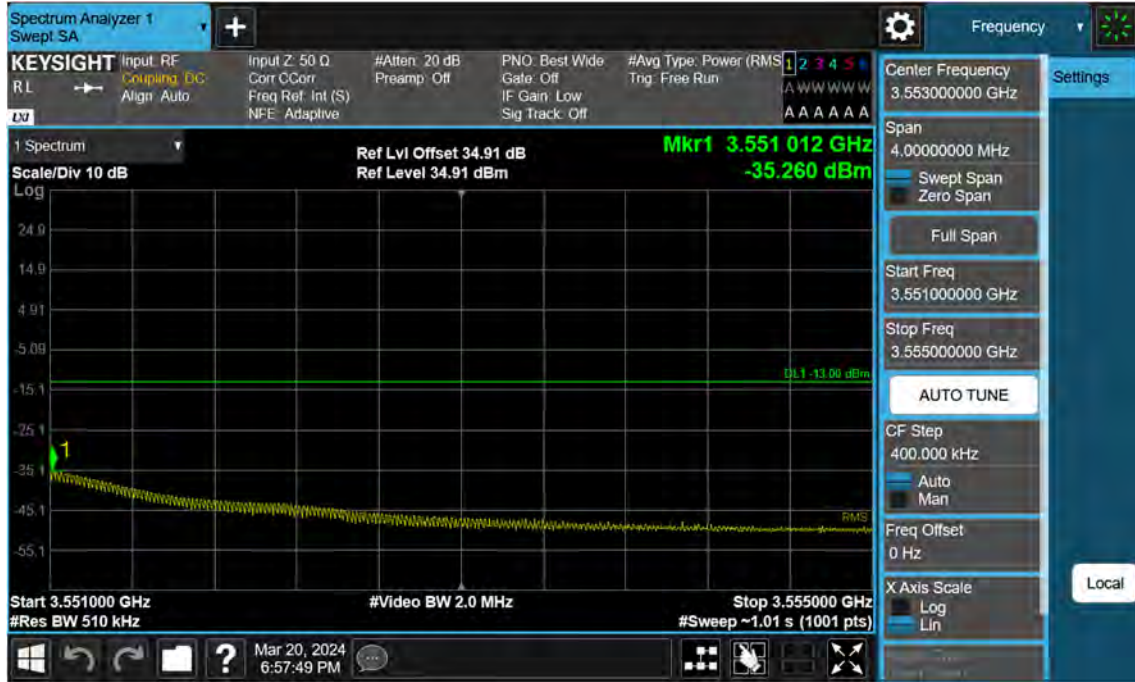 Spectrum Analyzer 1
Swept SA
+
Frequency
KEYSIGHT
RL
LXI
Input: RF
Coupling: DC
Align: Auto
Input Z: 50 Ω
Corr CCorr
Freq Ref: Int (S)
NFE: Adaptive
#Atten: 20 dB
Preamp: Off
PNO: Best Wide
Gate: Off
IF Gain: Low
Sig Track: Off
#Avg Type: Power (RMS
Trig: Free Run
1 2 3 4 5 6
A W W W W W
A A A A A A
1 Spectrum
Scale/Div 10 dB
Log
Ref Lvl Offset 34.91 dB
Ref Level 34.91 dBm
Mkr1 3.551 012 GHz
-35.260 dBm
24.9
14.9
4.91
-5.09
-15.1
-25.1
-35.1
-45.1
-55.1
DL1 -13.00 dBm
1
RMS
Start 3.551000 GHz
#Res BW 510 kHz
#Video BW 2.0 MHz
Stop 3.555000 GHz
#Sweep ~1.01 s (1001 pts)
Mar 20, 2024
6:57:49 PM
?
Center Frequency
3.553000000 GHz
Span
4.00000000 MHz
Swept Span
Zero Span
Full Span
Start Freq
3.551000000 GHz
Stop Freq
3.555000000 GHz
AUTO TUNE
CF Step
400.000 kHz
Auto
Man
Freq Offset
0 Hz
X Axis Scale
Log
Lin
Settings
Local